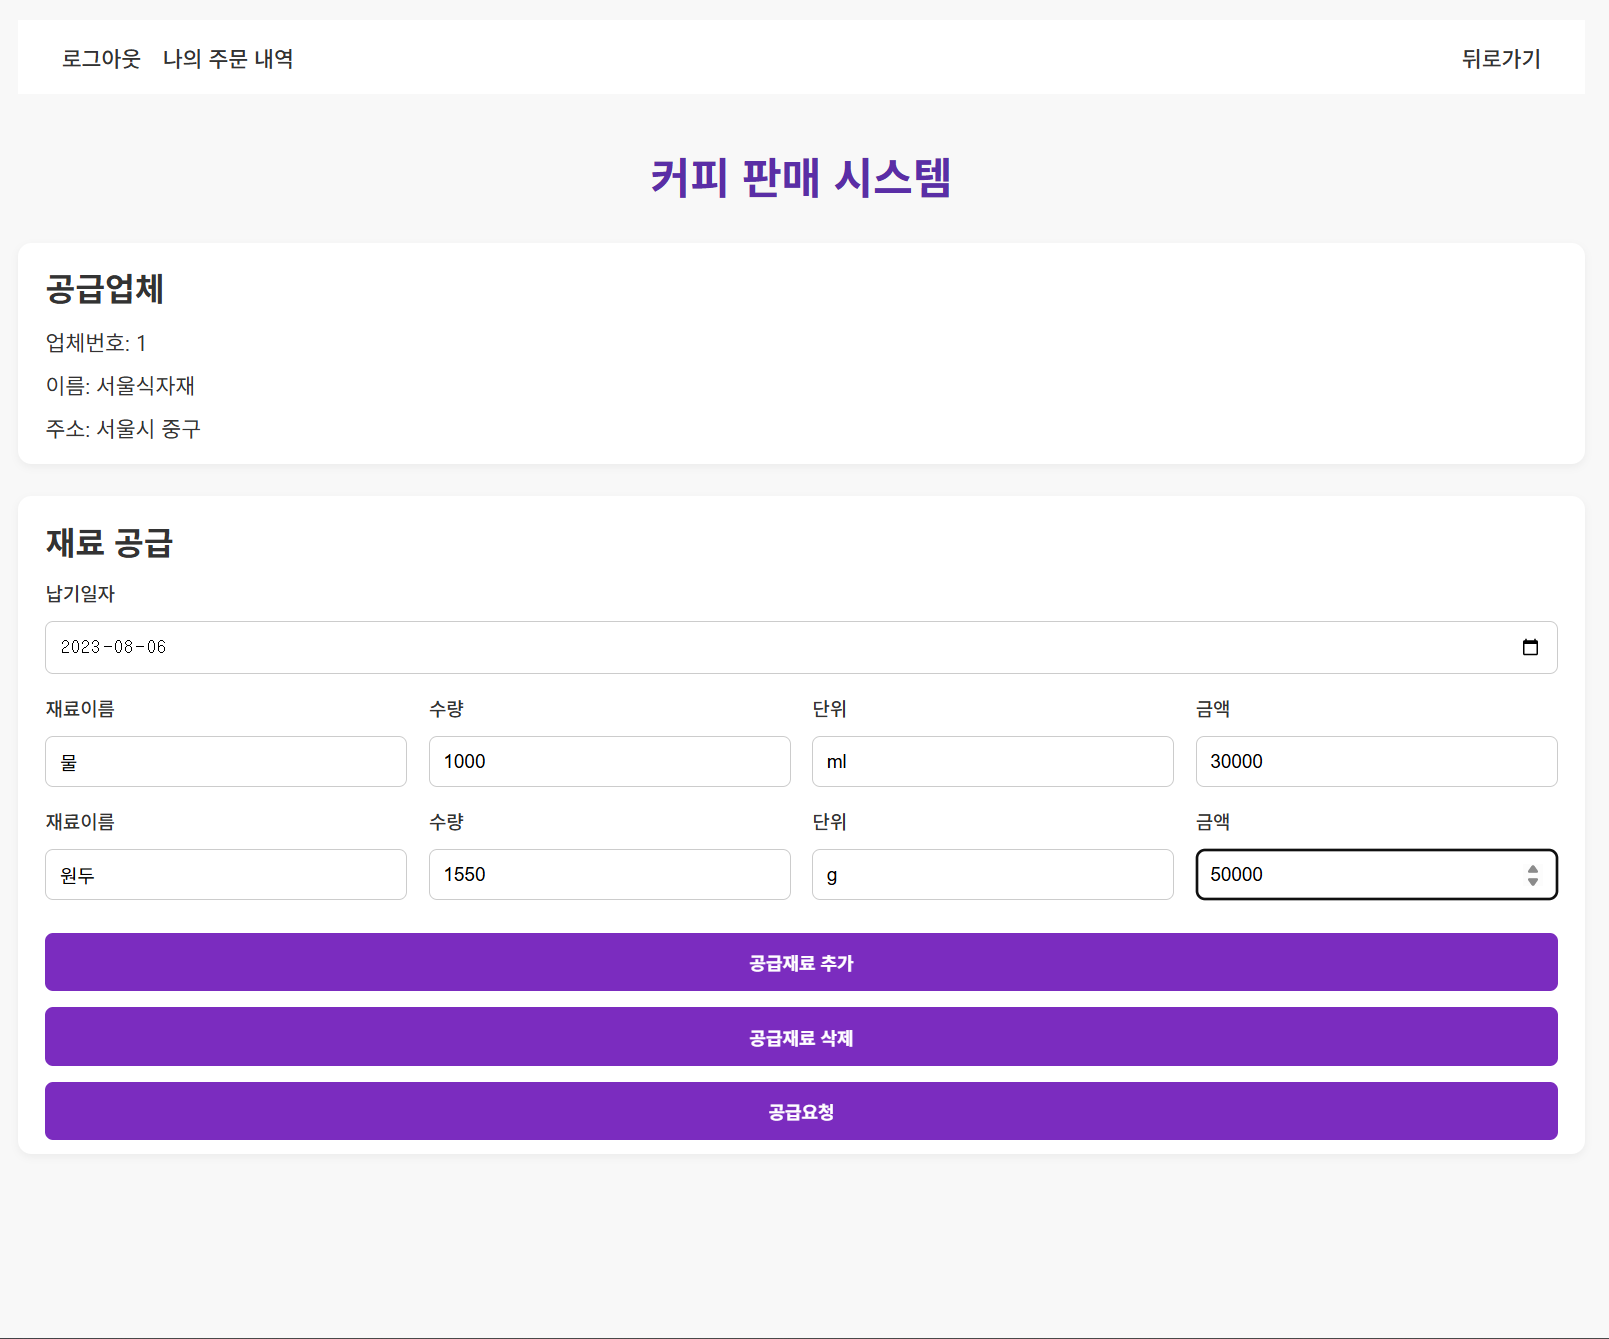 로그아웃 나의 주문 내역 뒤로가기
커피 판매 시스템
공급업체
업체번호: 1
이름: 서울식자재
주소: 서울시 중구
재료 공급
납기일자
2023-08-06
재료이름 수량 단위 금액
물 1000 ml 30000
재료이름 수량 단위 금액
원두 1550 g 50000
공급재료 추가
공급재료 삭제
공급요청